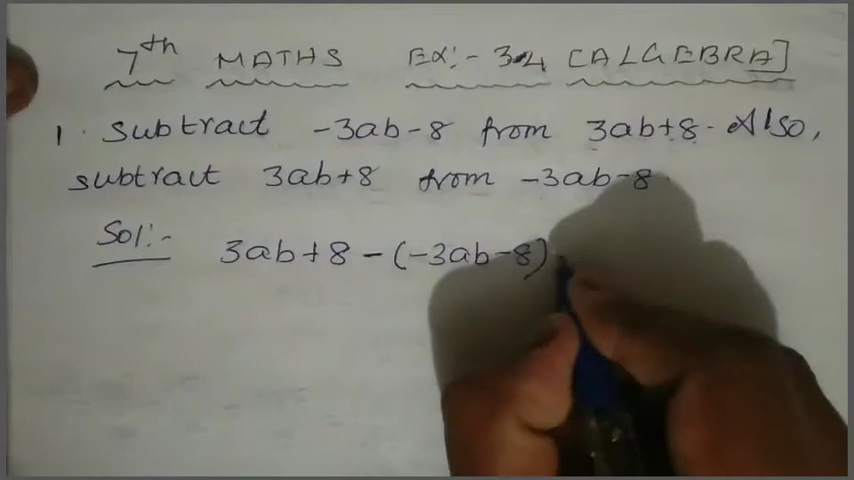 7th MATHS EX:- 3.4 [ALGEBRA]
1. Subtract -3ab-8 from 3ab+8. Also,
subtract 3ab+8 from -3ab-8.
Sol:- 3ab+8-(-3ab-8)